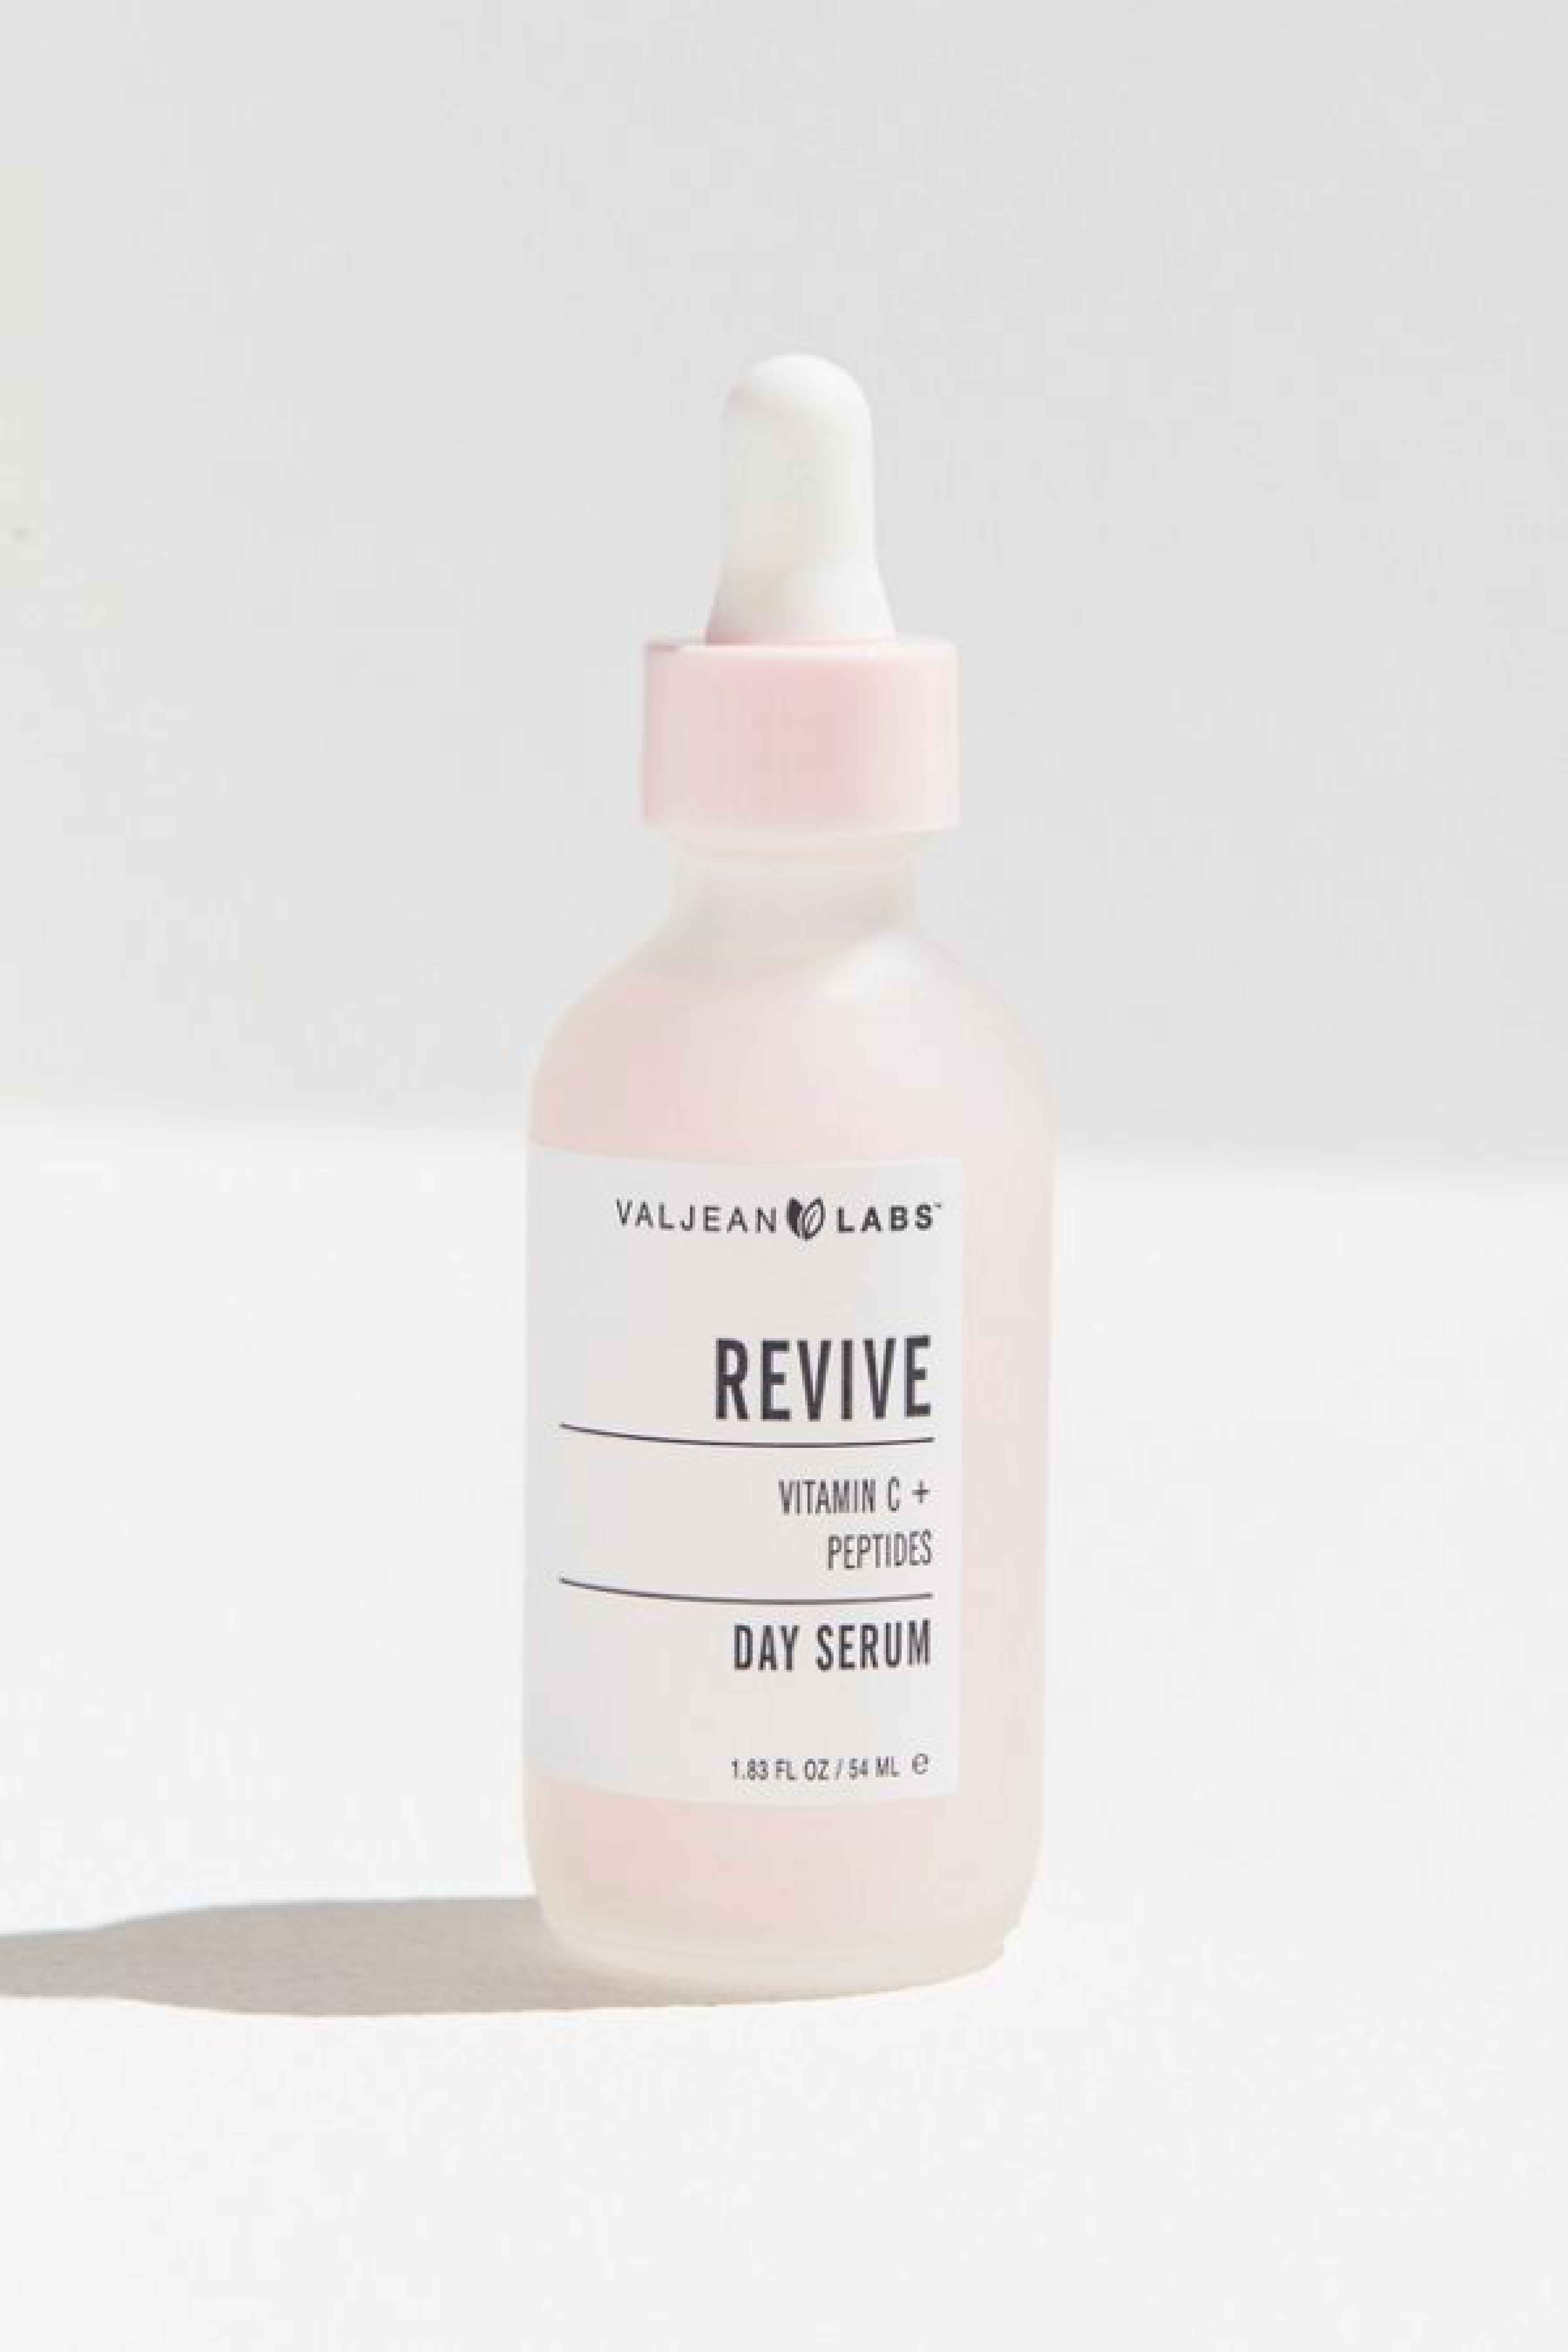 VALJEAN LABS™
REVIVE
VITAMIN C +
PEPTIDES
DAY SERUM
1.83 FL OZ / 54 ML ℮